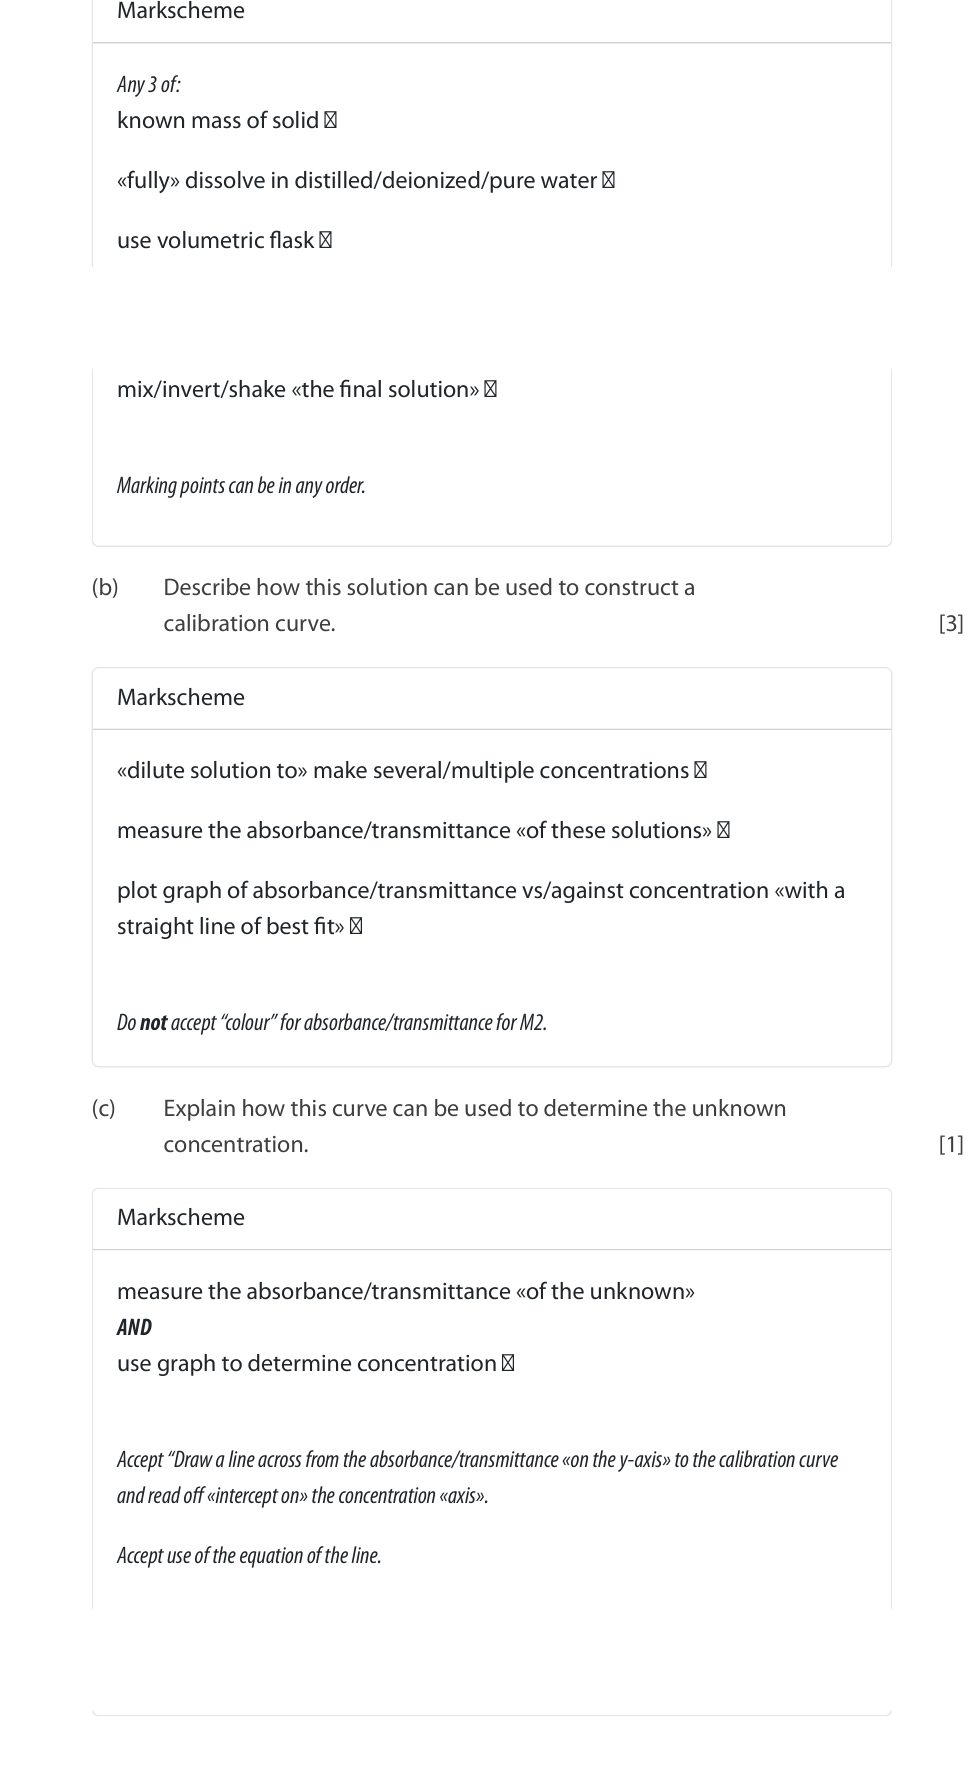 Markscheme
Any 3 of:
known mass of solid
«fully» dissolve in distilled/deionized/pure water
use volumetric flask
mix/invert/shake «the final solution»
Marking points can be in any order.
(b) Describe how this solution can be used to construct a
calibration curve. [3]
Markscheme
«dilute solution to» make several/multiple concentrations
measure the absorbance/transmittance «of these solutions»
plot graph of absorbance/transmittance vs/against concentration «with a
straight line of best fit»
Do not accept “colour” for absorbance/transmittance for M2.
(c) Explain how this curve can be used to determine the unknown
concentration. [1]
Markscheme
measure the absorbance/transmittance «of the unknown»
AND
use graph to determine concentration
Accept “Draw a line across from the absorbance/transmittance «on the y-axis» to the calibration curve
and read off «intercept on» the concentration «axis».
Accept use of the equation of the line.